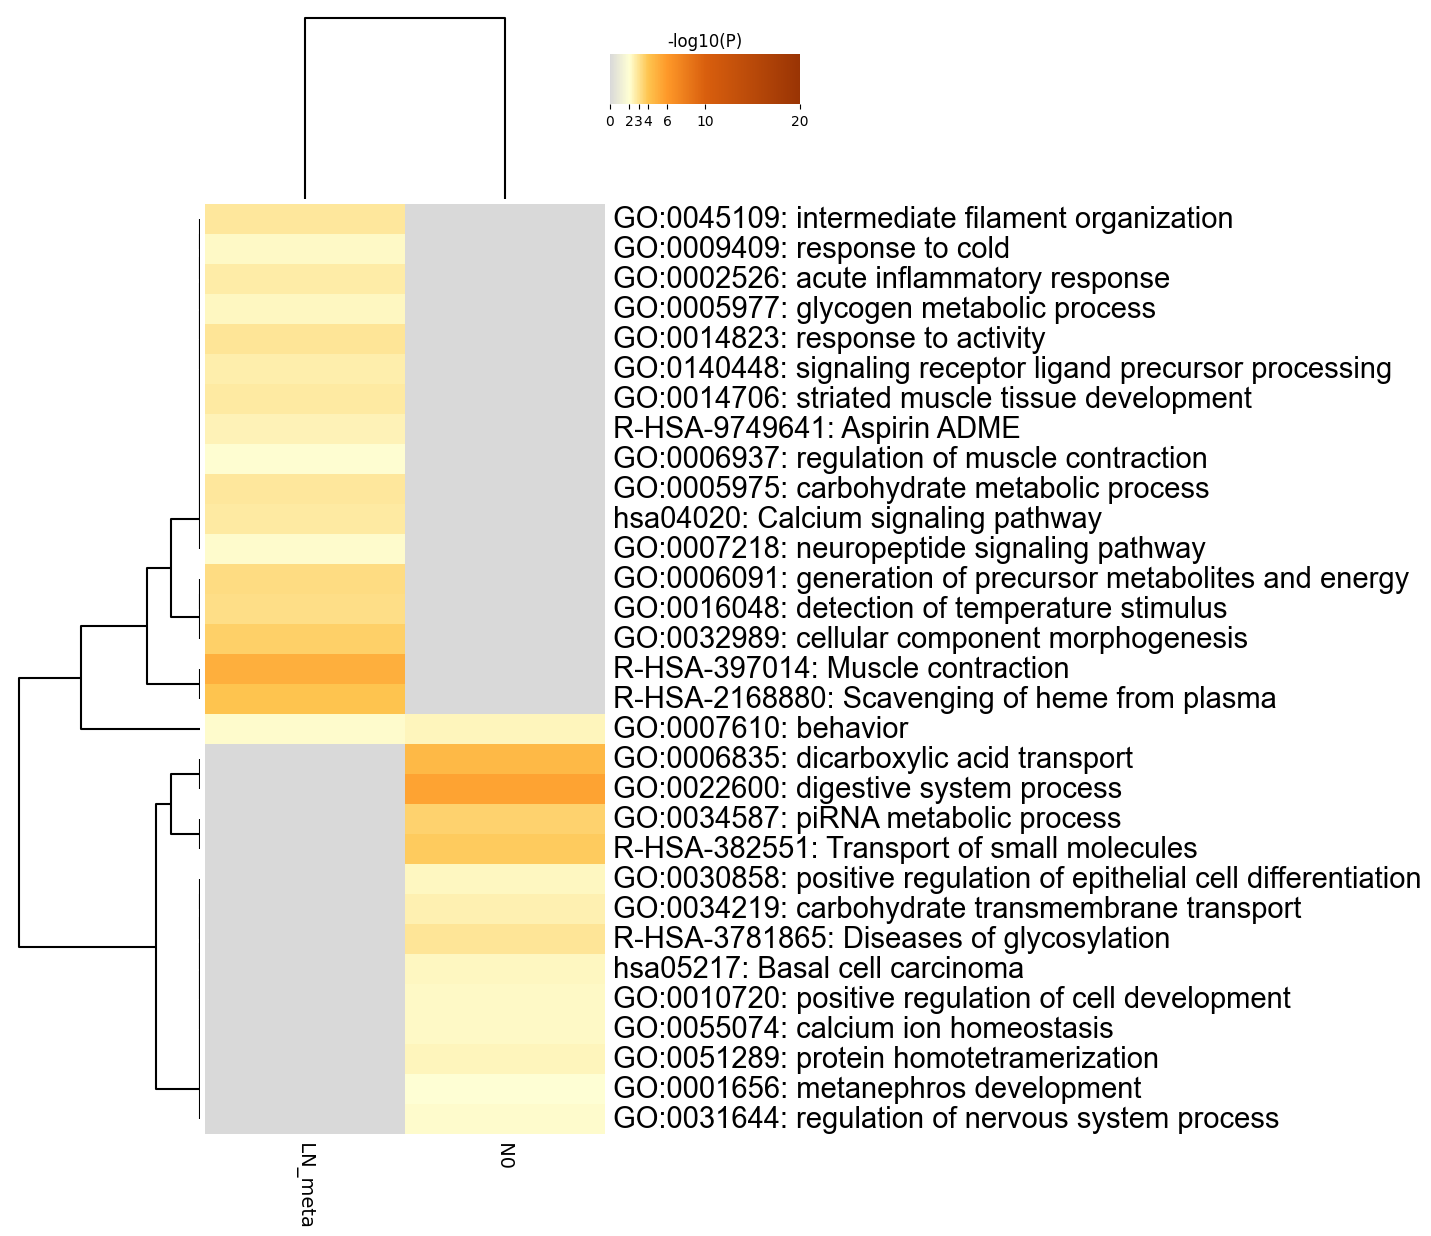 -log10(P)
0 2 3 4 6 10 20
GO:0045109: intermediate filament organization
GO:0009409: response to cold
GO:0002526: acute inflammatory response
GO:0005977: glycogen metabolic process
GO:0014823: response to activity
GO:0140448: signaling receptor ligand precursor processing
GO:0014706: striated muscle tissue development
R-HSA-9749641: Aspirin ADME
GO:0006937: regulation of muscle contraction
GO:0005975: carbohydrate metabolic process
hsa04020: Calcium signaling pathway
GO:0007218: neuropeptide signaling pathway
GO:0006091: generation of precursor metabolites and energy
GO:0016048: detection of temperature stimulus
GO:0032989: cellular component morphogenesis
R-HSA-397014: Muscle contraction
R-HSA-2168880: Scavenging of heme from plasma
GO:0007610: behavior
GO:0006835: dicarboxylic acid transport
GO:0022600: digestive system process
GO:0034587: piRNA metabolic process
R-HSA-382551: Transport of small molecules
GO:0030858: positive regulation of epithelial cell differentiation
GO:0034219: carbohydrate transmembrane transport
R-HSA-3781865: Diseases of glycosylation
hsa05217: Basal cell carcinoma
GO:0010720: positive regulation of cell development
GO:0055074: calcium ion homeostasis
GO:0051289: protein homotetramerization
GO:0001656: metanephros development
GO:0031644: regulation of nervous system process
LN_meta
N0